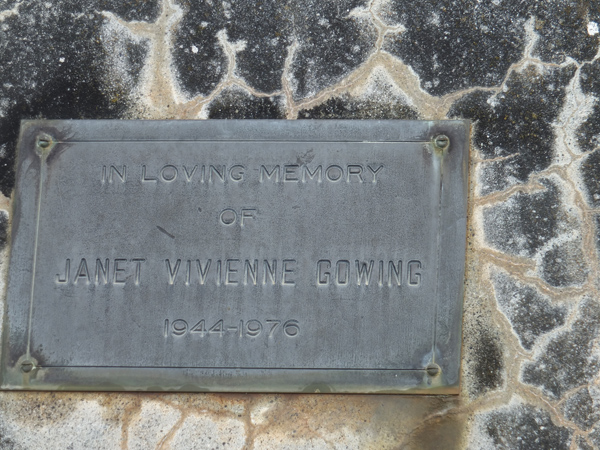 IN LOVING MEMORY
OF
JANET VIVIENNE GOWING
1944-1976